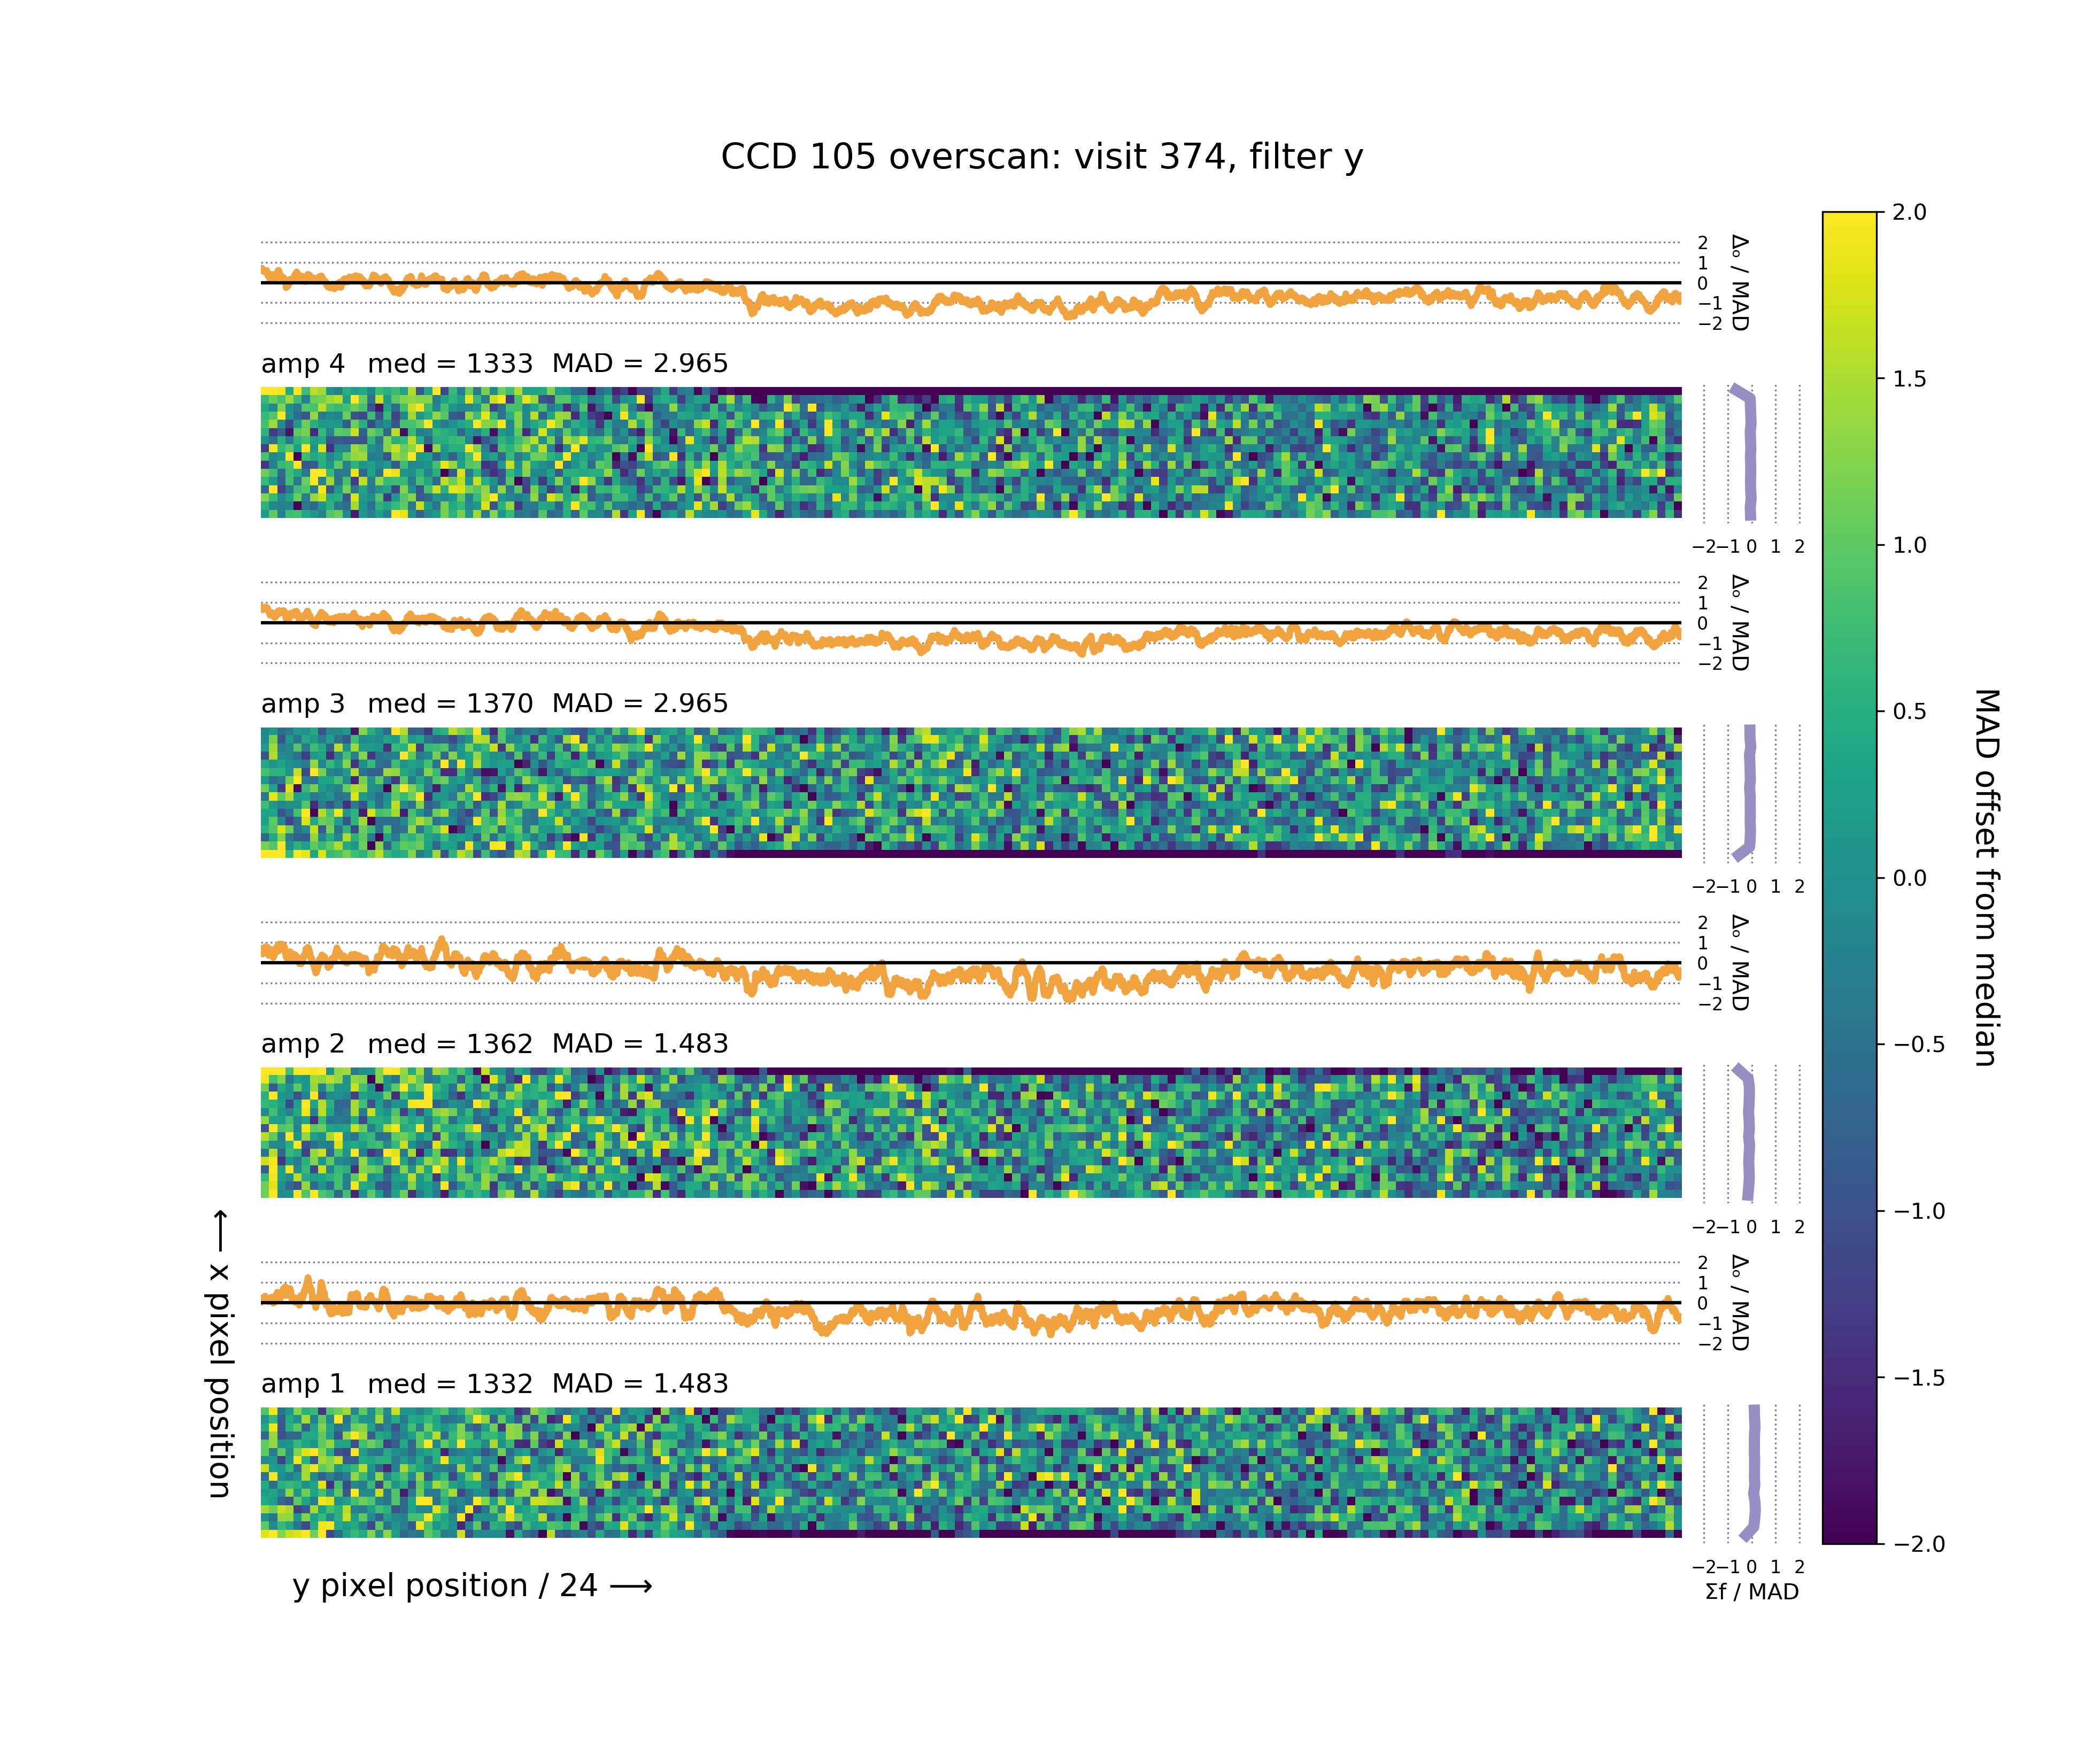 CCD 105 overscan: visit 374, filter y
2
1
0
−1
−2
Δₒ / MAD
amp 4 med = 1333 MAD = 2.965
−2 −1 0 1 2
2
1
0
−1
−2
Δₒ / MAD
amp 3 med = 1370 MAD = 2.965
−2 −1 0 1 2
2
1
0
−1
−2
Δₒ / MAD
amp 2 med = 1362 MAD = 1.483
−2 −1 0 1 2
2
1
0
−1
−2
Δₒ / MAD
amp 1 med = 1332 MAD = 1.483
−2 −1 0 1 2
Σf / MAD
y pixel position / 24 ⟶
⟵ x pixel position
2.0
1.5
1.0
0.5
0.0
−0.5
−1.0
−1.5
−2.0
MAD offset from median